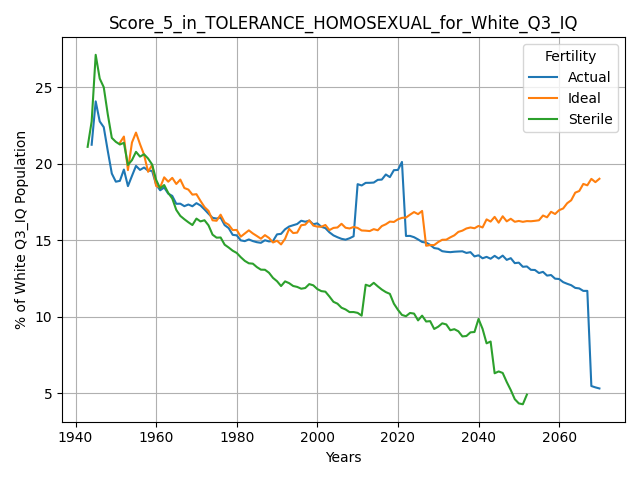 Score_5_in_TOLERANCE_HOMOSEXUAL_for_White_Q3_IQ
% of White Q3_IQ Population
25
20
15
10
5
Fertility
Actual
Ideal
Sterile
1940
1960
1980
2000
2020
2040
2060
Years